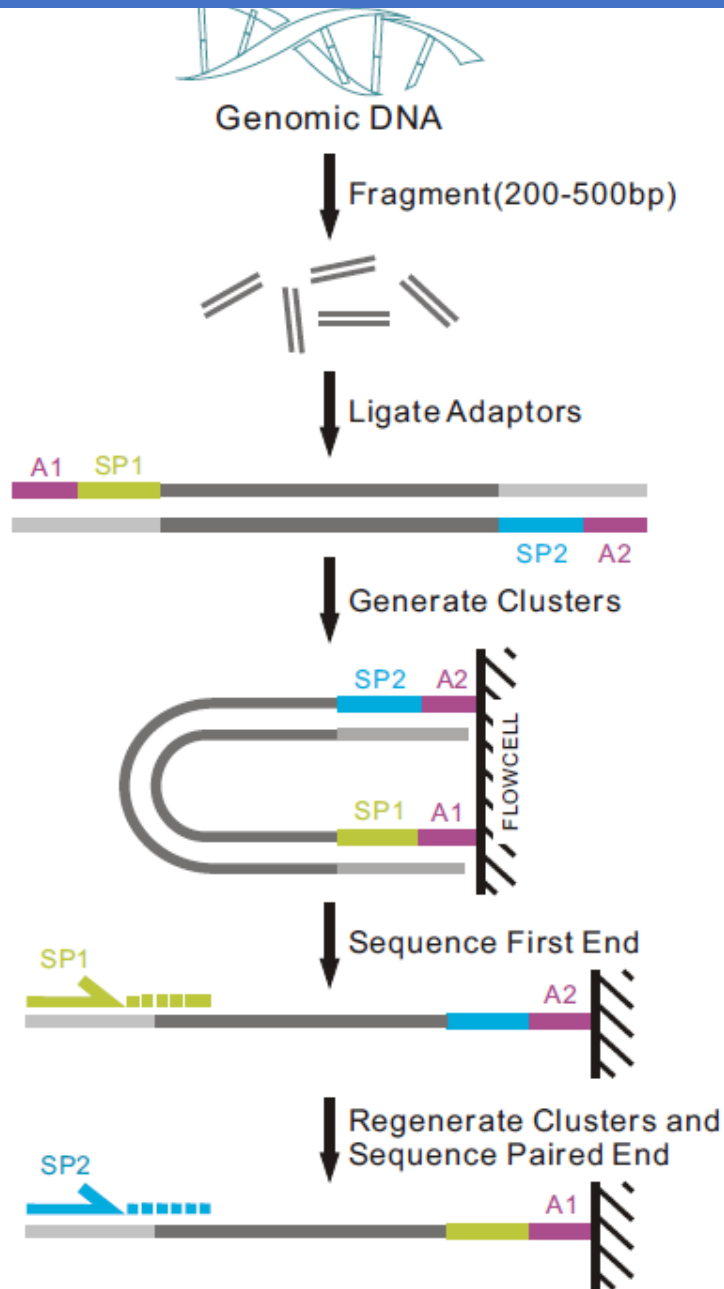 Genomic DNA
Fragment(200-500bp)
Ligate Adaptors
A1 SP1
SP2 A2
Generate Clusters
SP2 A2
FLOWCELL
SP1 A1
Sequence First End
SP1
A2
Regenerate Clusters and
Sequence Paired End
SP2
A1